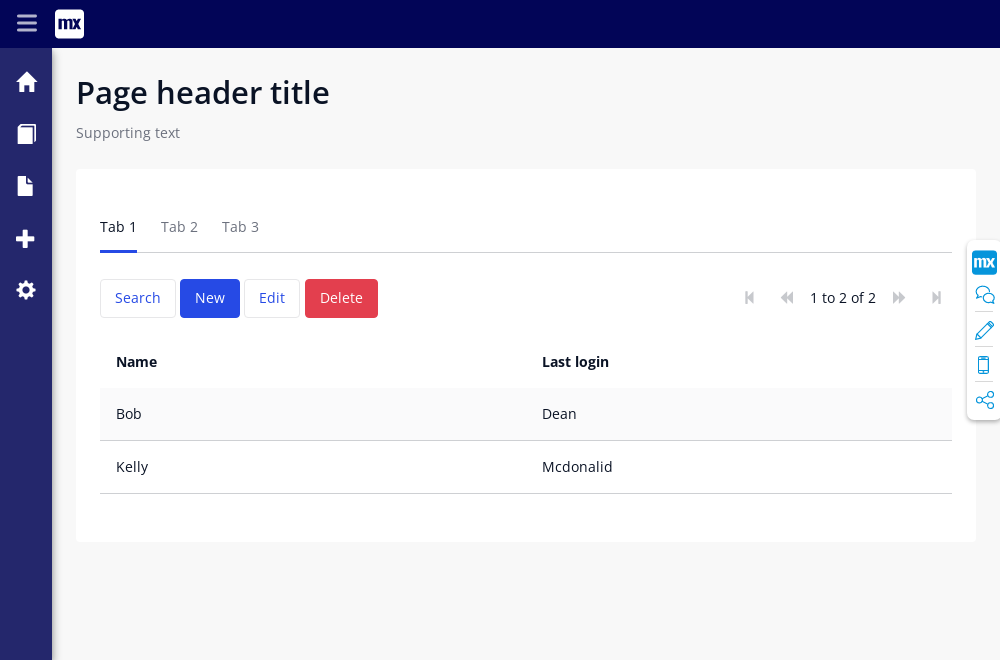 mx
Page header title
Supporting text
Tab 1 Tab 2 Tab 3
mx
Search New Edit Delete 1 to 2 of 2
Name Last login
Bob Dean
Kelly Mcdonalid